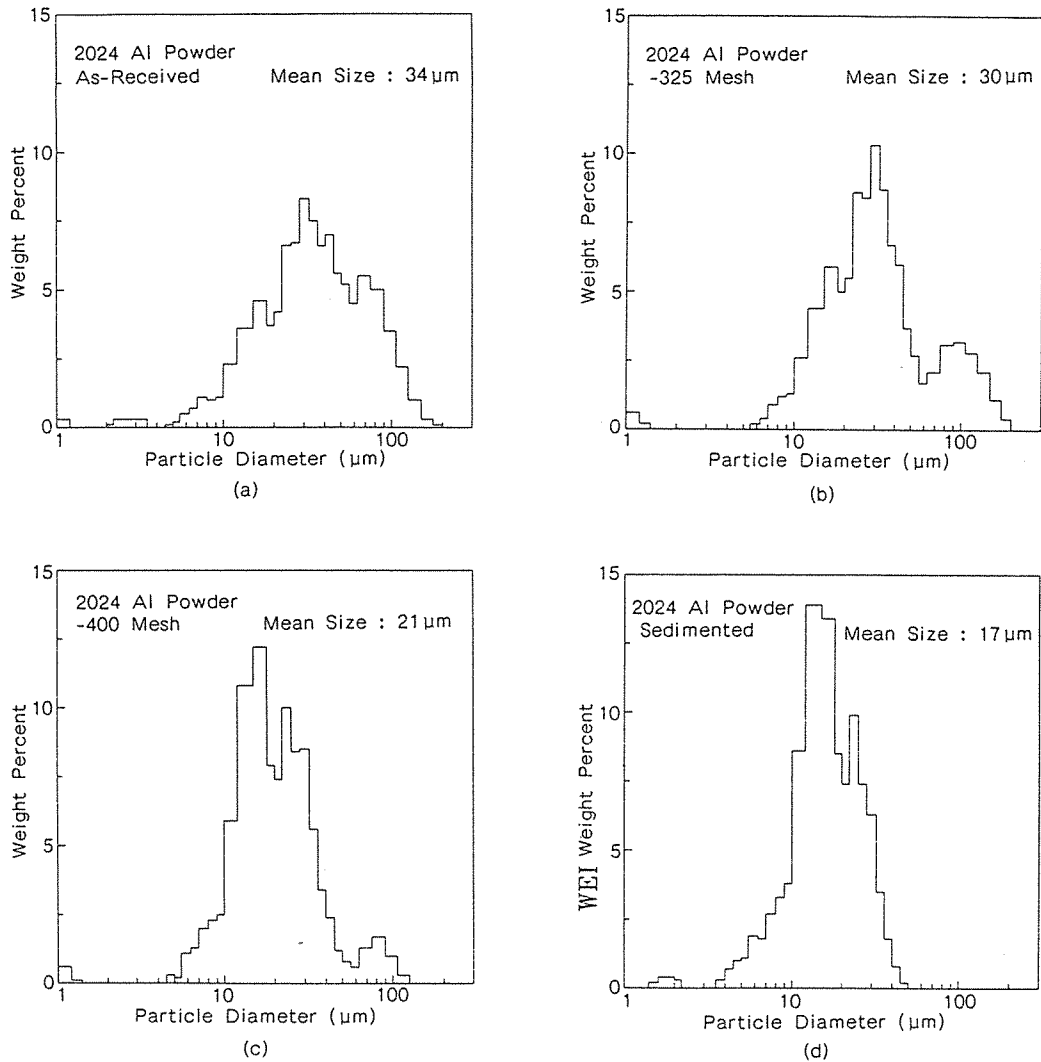 15
2024 Al Powder
As-Received Mean Size : 34 µm
10
5
0
Weight Percent
1 10 100
Particle Diameter (µm)
(a)
15
2024 Al Powder
-325 Mesh Mean Size : 30 µm
10
5
0
Weight Percent
1 10 100
Particle Diameter (µm)
(b)
15
2024 Al Powder
-400 Mesh Mean Size : 21 µm
10
5
0
Weight Percent
1 10 100
Particle Diameter (µm)
(c)
15
2024 Al Powder
Sedimented Mean Size : 17 µm
10
5
0
WEI Weight Percent
1 10 100
Particle Diameter (µm)
(d)